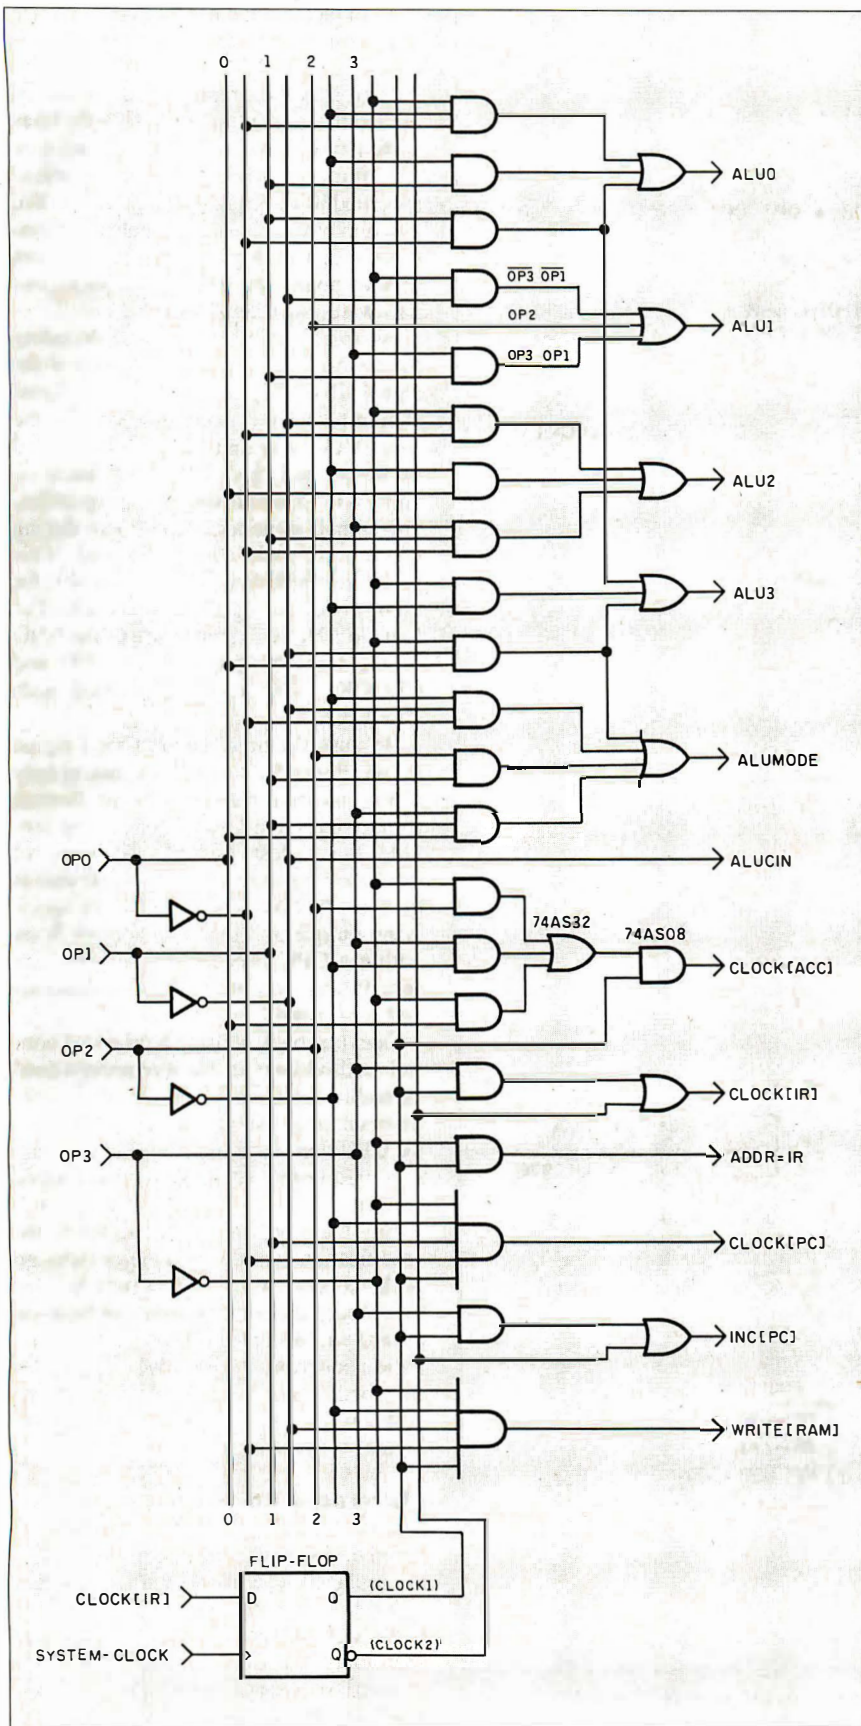 0 1 2 3
ALU0
O̅P̅3̅ O̅P̅1̅
OP2
ALU1
OP3 OP1
ALU2
ALU3
ALUMODE
OP0
ALUCIN
74AS32
74AS08
OP1
CLOCK[ACC]
OP2
CLOCK[IR]
OP3
ADDR=IR
CLOCK[PC]
INC[PC]
WRITE[RAM]
0 1 2 3
FLIP-FLOP
CLOCK[IR]
D
Q
(CLOCK1)
SYSTEM-CLOCK
Q
(CLOCK2)